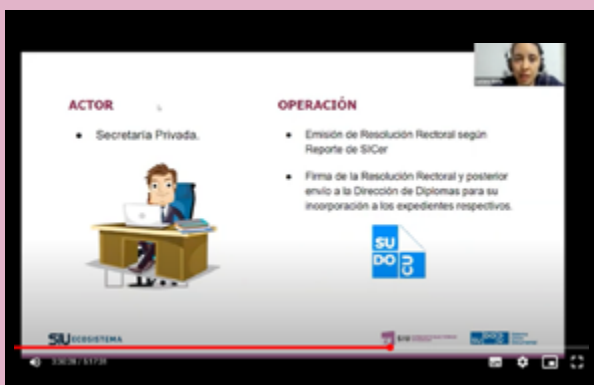 ACTOR
• Secretaría Privada.
OPERACIÓN
• Emisión de Resolución Rectoral según
Reporte de SICer
• Firma de la Resolución Rectoral y posterior
envío a la Dirección de Diplomas para su
incorporación a los expedientes respectivos.
SU
DO
CU
SIU ECOSISTEMA
SIU